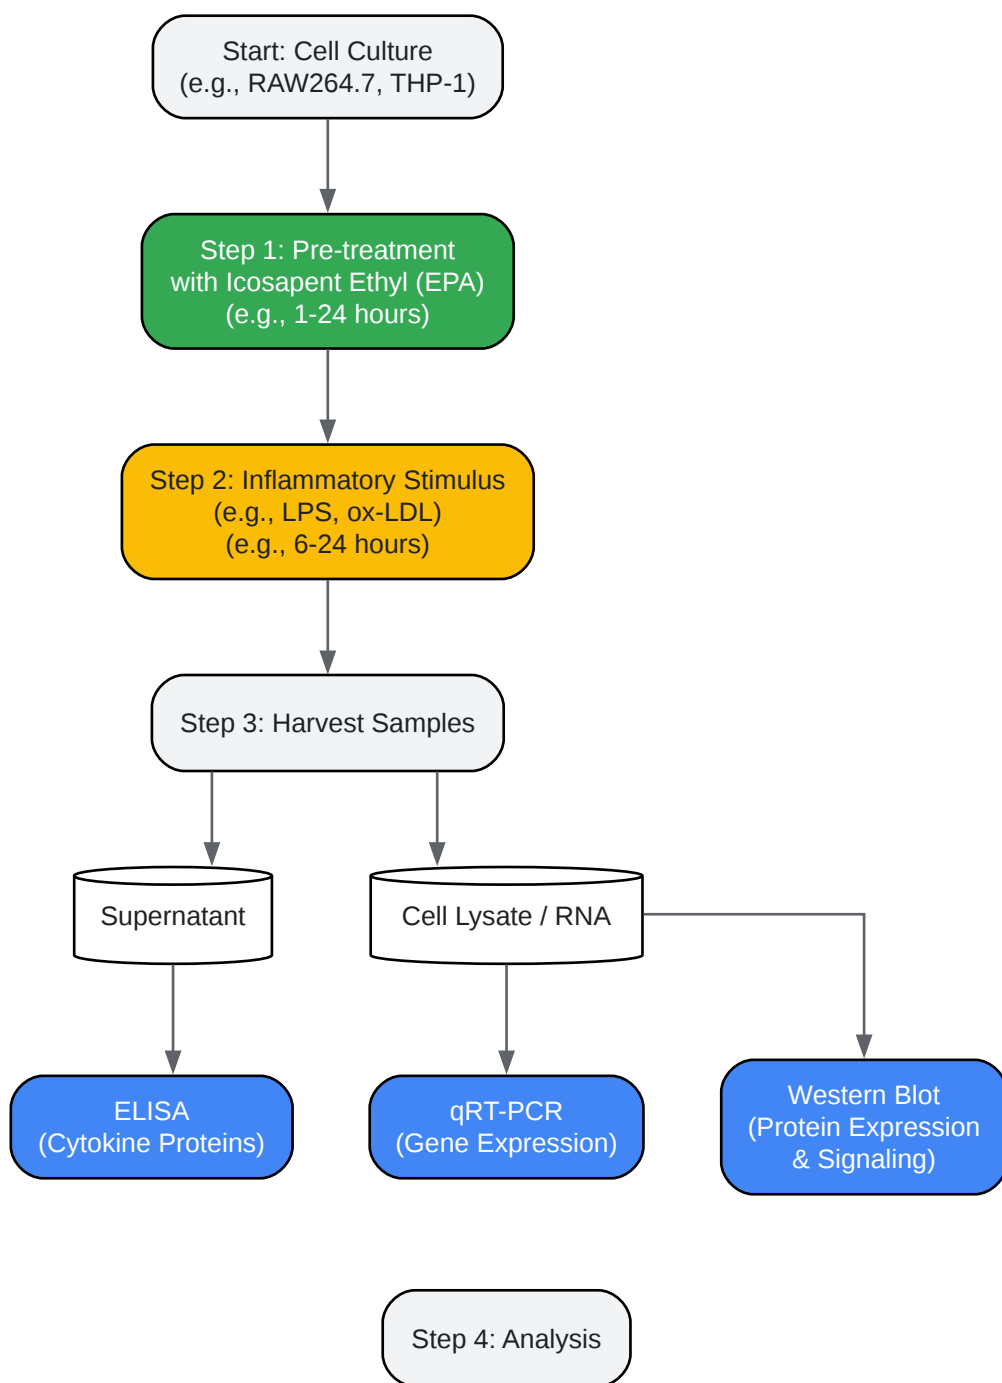 Start: Cell Culture
(e.g., RAW264.7, THP-1)
Step 1: Pre-treatment
with Icosapent Ethyl (EPA)
(e.g., 1-24 hours)
Step 2: Inflammatory Stimulus
(e.g., LPS, ox-LDL)
(e.g., 6-24 hours)
Step 3: Harvest Samples
Supernatant
Cell Lysate / RNA
ELISA
(Cytokine Proteins)
qRT-PCR
(Gene Expression)
Western Blot
(Protein Expression
& Signaling)
Step 4: Analysis